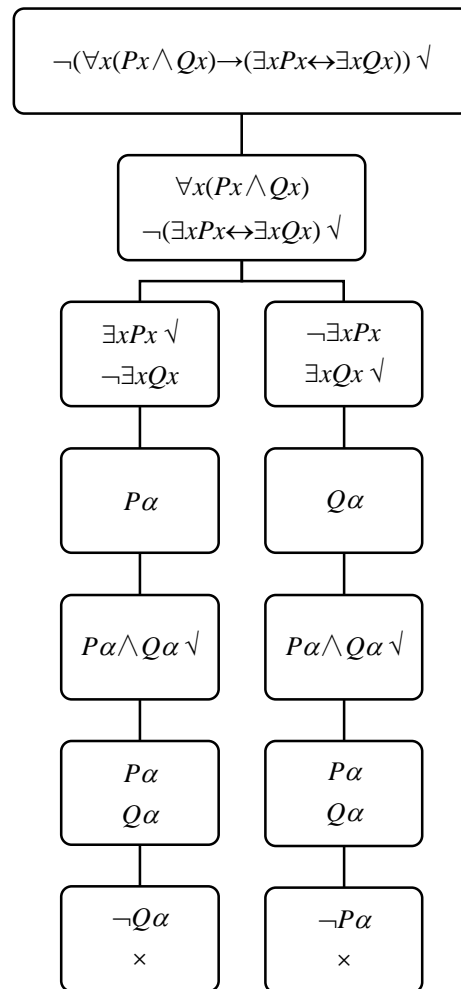 ¬(∀x(Px∧Qx)→(∃xPx↔∃xQx)) √
∀x(Px∧Qx)
¬(∃xPx↔∃xQx) √
∃xPx √
¬∃xQx
¬∃xPx
∃xQx √
Pα
Qα
Pα∧Qα √
Pα∧Qα √
Pα
Qα
Pα
Qα
¬Qα
×
¬Pα
×